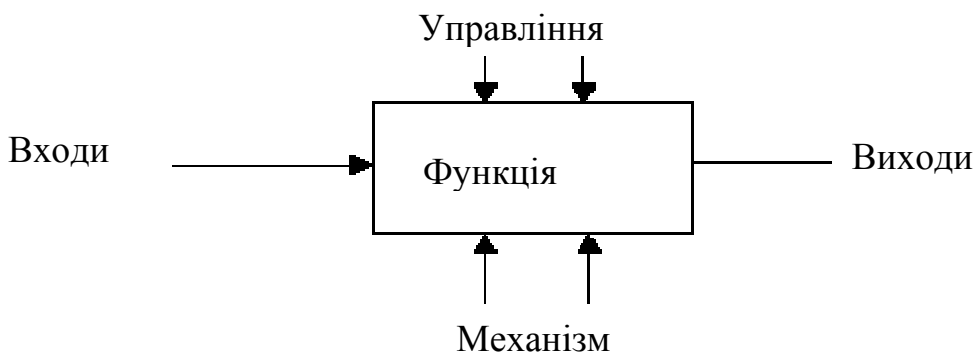 Управління
Входи
Функція
Виходи
Механізм